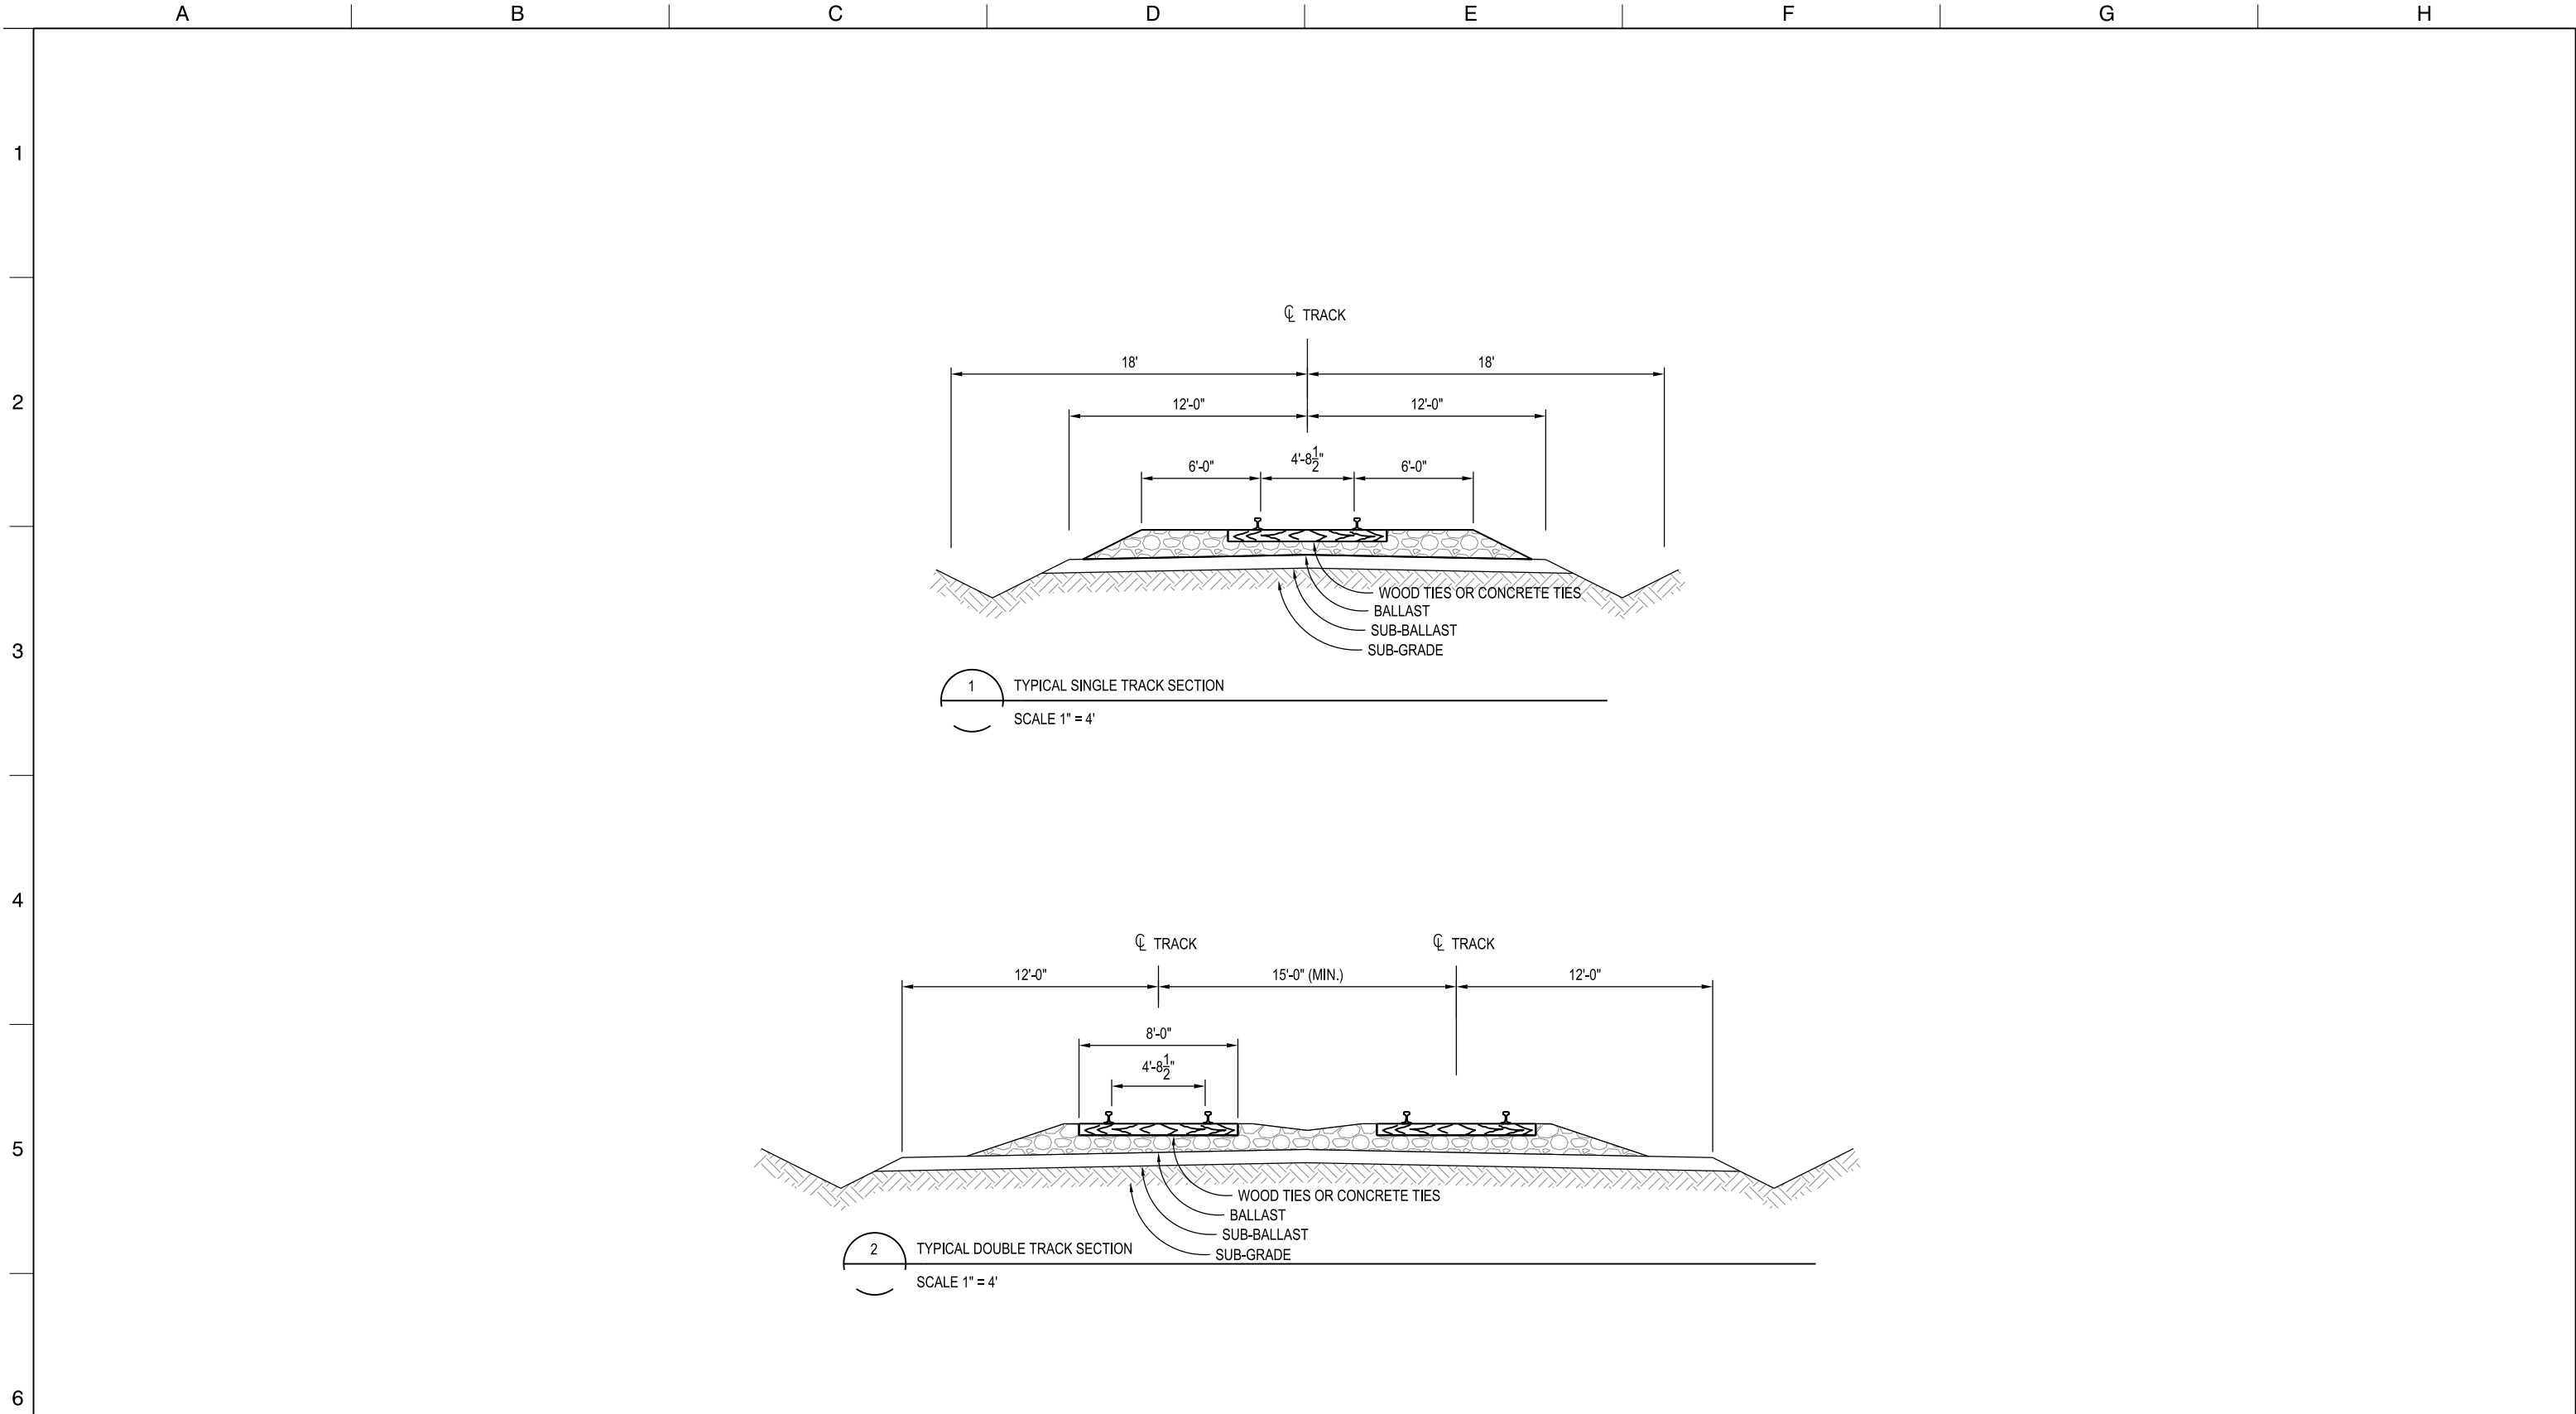 A B C D E F G H
1
2
3
4
5
6
℄ TRACK
18' 18'
12'-0" 12'-0"
6'-0" 4'-8½" 6'-0"
WOOD TIES OR CONCRETE TIES
BALLAST
SUB-BALLAST
SUB-GRADE
1 TYPICAL SINGLE TRACK SECTION
SCALE 1" = 4'
℄ TRACK ℄ TRACK
12'-0" 15'-0" (MIN.) 12'-0"
8'-0"
4'-8½"
WOOD TIES OR CONCRETE TIES
BALLAST
SUB-BALLAST
SUB-GRADE
2 TYPICAL DOUBLE TRACK SECTION
SCALE 1" = 4'